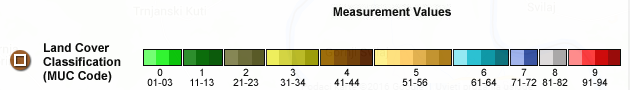 Measurement Values
Land Cover
Classification
(MUC Code)
0 1 2 3 4 5 6 7 8 9
01-03 11-13 21-23 31-34 41-44 51-56 61-64 71-72 81-82 91-94